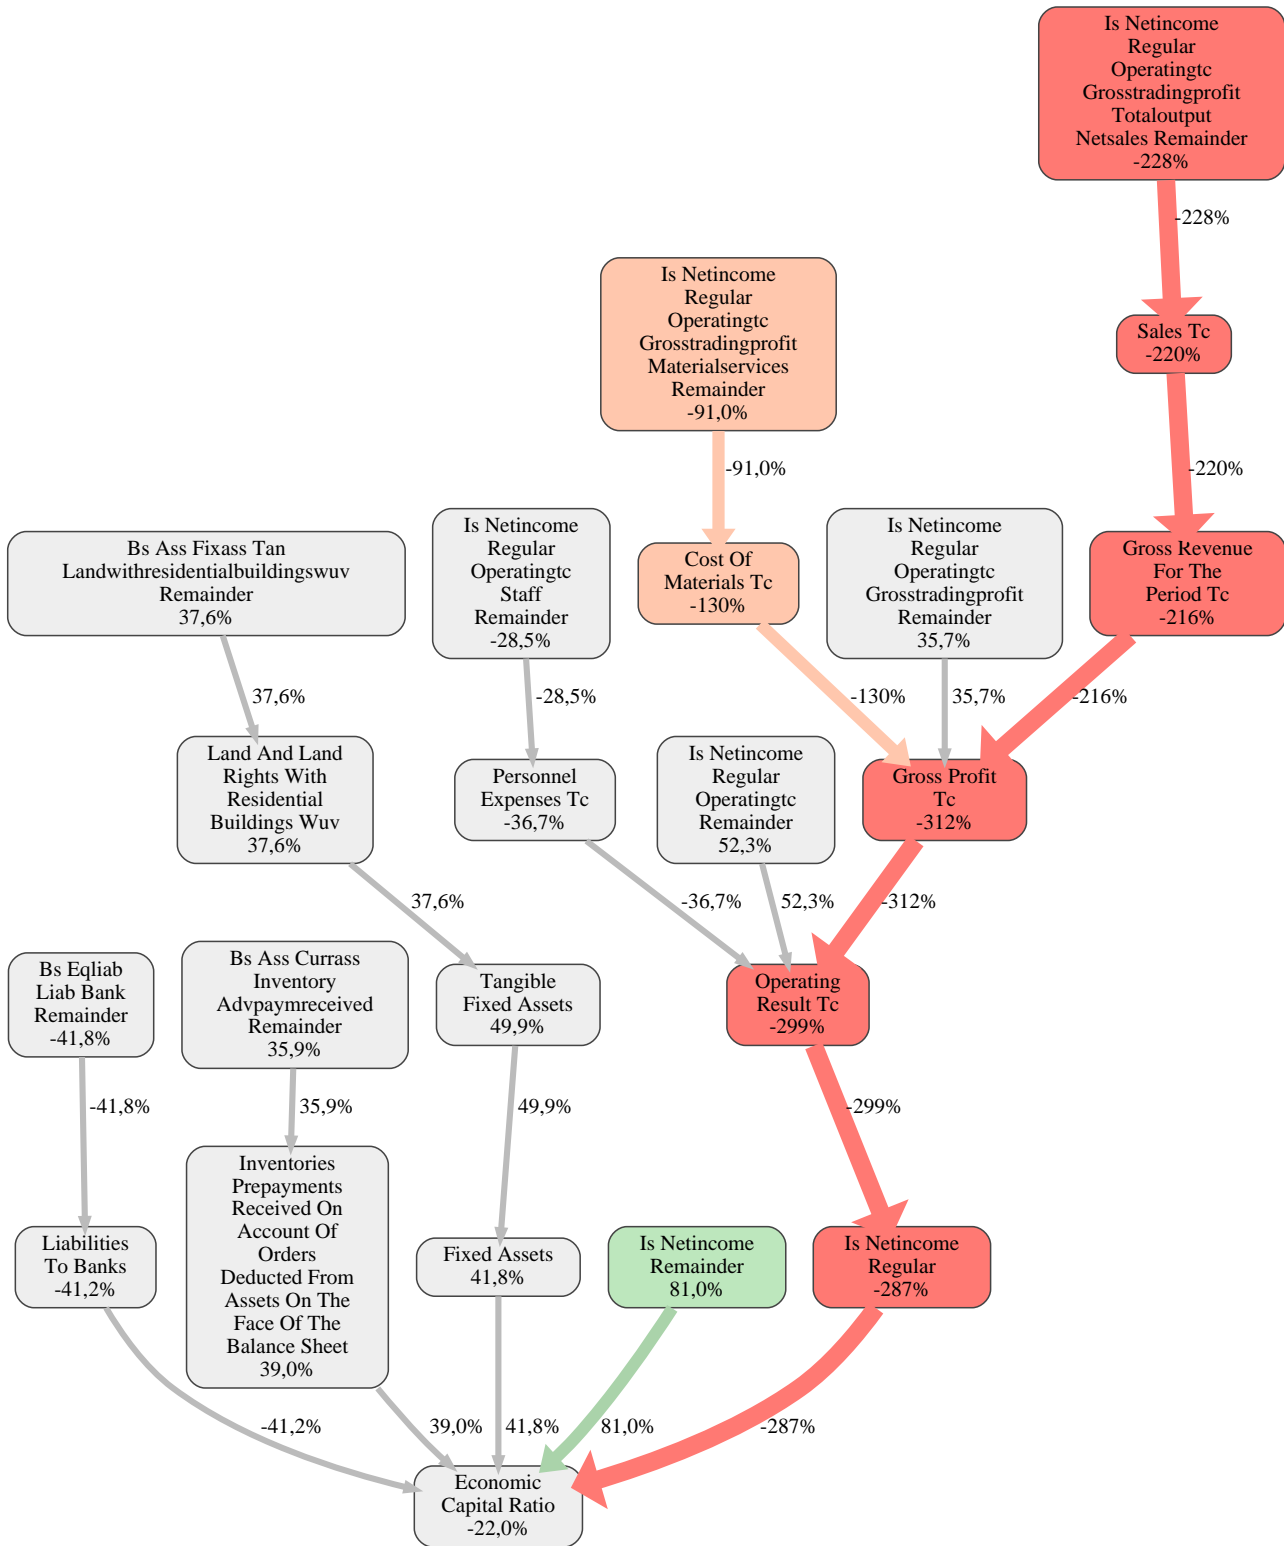 Is Netincome
Regular
Operatingtc
Grosstradingprofit
Totaloutput
Netsales Remainder
-228%
-228%
Is Netincome
Regular
Operatingtc
Grosstradingprofit
Materialservices
Remainder
-91,0%
Sales Tc
-220%
-91,0%
-220%
Bs Ass Fixass Tan
Landwithresidentialbuildingswuv
Remainder
37,6%
Is Netincome
Regular
Operatingtc
Staff
Remainder
-28,5%
Cost Of
Materials Tc
-130%
Is Netincome
Regular
Operatingtc
Grosstradingprofit
Remainder
35,7%
Gross Revenue
For The
Period Tc
-216%
37,6%
-28,5%
-130%
35,7%
-216%
Land And Land
Rights With
Residential
Buildings Wuv
37,6%
Personnel
Expenses Tc
-36,7%
Is Netincome
Regular
Operatingtc
Remainder
52,3%
Gross Profit
Tc
-312%
37,6%
-36,7%
52,3%
-312%
Bs Eqliab
Liab Bank
Remainder
-41,8%
Bs Ass Currass
Inventory
Advpaymreceived
Remainder
35,9%
Tangible
Fixed Assets
49,9%
Operating
Result Tc
-299%
-41,8%
35,9%
49,9%
-299%
Liabilities
To Banks
-41,2%
Inventories
Prepayments
Received On
Account Of
Orders
Deducted From
Assets On The
Face Of The
Balance Sheet
39,0%
Fixed Assets
41,8%
Is Netincome
Remainder
81,0%
Is Netincome
Regular
-287%
-41,2%
39,0%
41,8%
81,0%
-287%
Economic
Capital Ratio
-22,0%